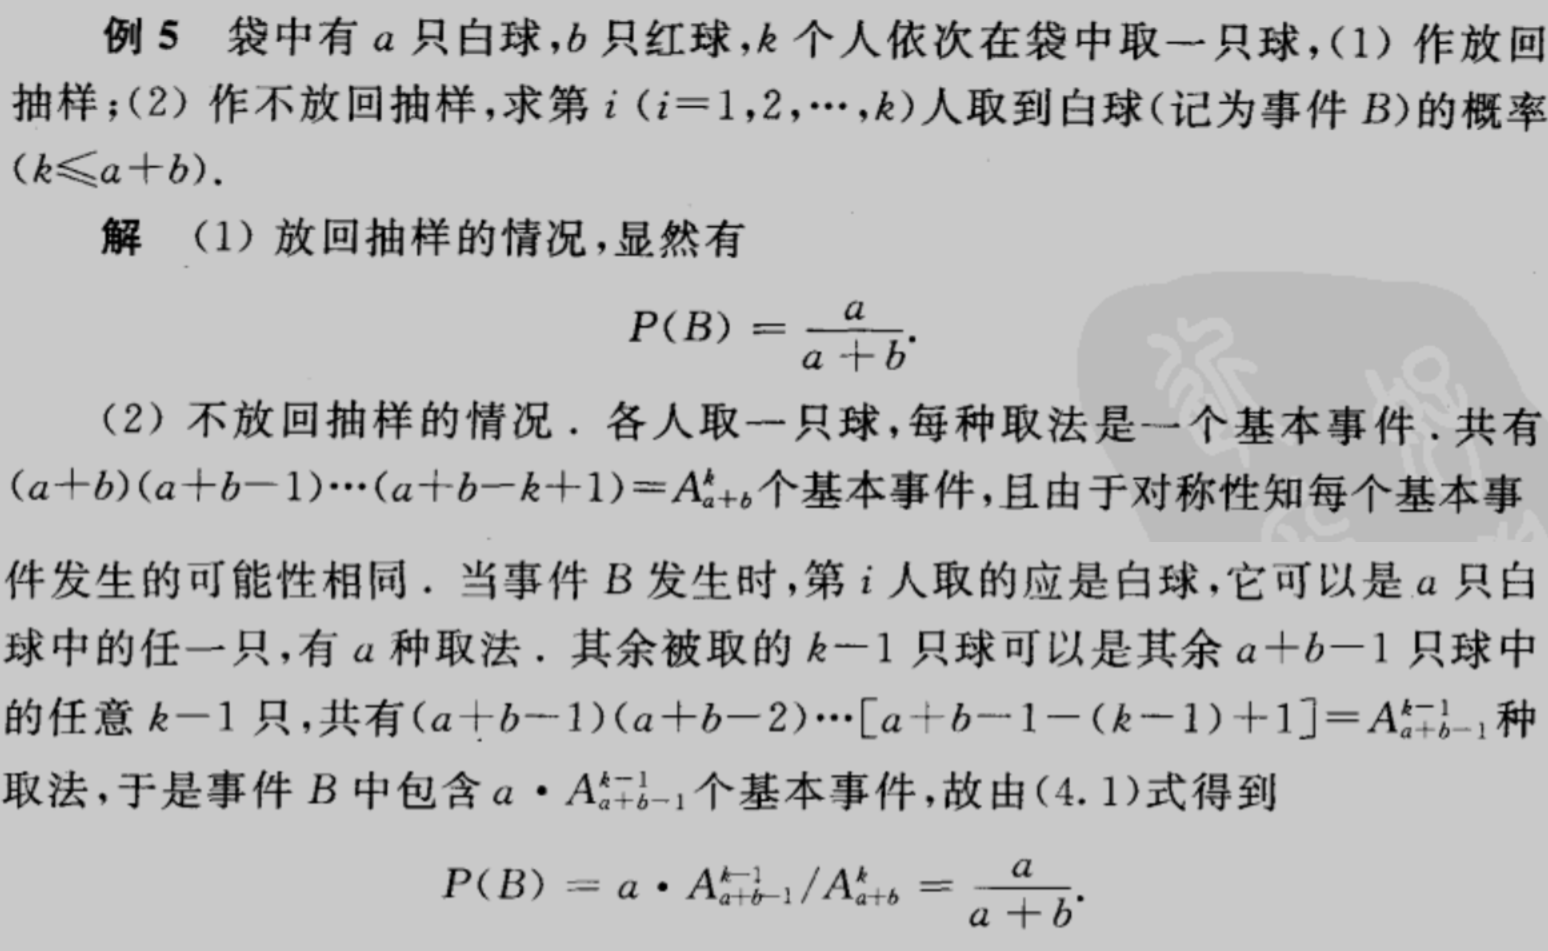 例 5 袋中有 a 只白球,b 只红球,k 个人依次在袋中取一只球,(1) 作放回
抽样;(2) 作不放回抽样,求第 i (i=1,2,⋯,k)人取到白球(记为事件 B)的概率
(k⩽a+b).
解 (1) 放回抽样的情况,显然有
P(B) = a/(a+b).
(2) 不放回抽样的情况. 各人取一只球,每种取法是一个基本事件. 共有
(a+b)(a+b-1)⋯(a+b-k+1)=A_{a+b}^{k}个基本事件,且由于对称性知每个基本事
件发生的可能性相同. 当事件 B 发生时,第 i 人取的应是白球,它可以是 a 只白
球中的任一只,有 a 种取法. 其余被取的 k-1 只球可以是其余 a+b-1 只球中
的任意 k-1 只,共有(a+b-1)(a+b-2)⋯[a+b-1-(k-1)+1]=A_{a+b-1}^{k-1}种
取法,于是事件 B 中包含 a·A_{a+b-1}^{k-1}个基本事件,故由(4.1)式得到
P(B) = a·A_{a+b-1}^{k-1}/A_{a+b}^{k} = a/(a+b).